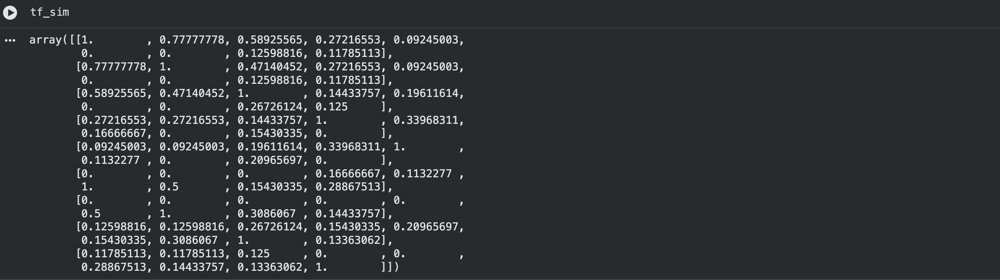 tf_sim
array([[1.        , 0.77777778, 0.58925565, 0.27216553, 0.09245003,
        0.        , 0.        , 0.12598816, 0.11785113],
       [0.77777778, 1.        , 0.47140452, 0.27216553, 0.09245003,
        0.        , 0.        , 0.12598816, 0.11785113],
       [0.58925565, 0.47140452, 1.        , 0.14433757, 0.19611614,
        0.        , 0.        , 0.26726124, 0.125     ],
       [0.27216553, 0.27216553, 0.14433757, 1.        , 0.33968311,
        0.16666667, 0.        , 0.15430335, 0.        ],
       [0.09245003, 0.09245003, 0.19611614, 0.33968311, 1.        ,
        0.1132277 , 0.        , 0.20965697, 0.        ],
       [0.        , 0.        , 0.        , 0.16666667, 0.1132277 ,
        1.        , 0.5       , 0.15430335, 0.28867513],
       [0.        , 0.        , 0.        , 0.        , 0.        ,
        0.5       , 1.        , 0.3086067 , 0.14433757],
       [0.12598816, 0.12598816, 0.26726124, 0.15430335, 0.20965697,
        0.15430335, 0.3086067 , 1.        , 0.13363062],
       [0.11785113, 0.11785113, 0.125     , 0.        , 0.        ,
        0.28867513, 0.14433757, 0.13363062, 1.        ]])